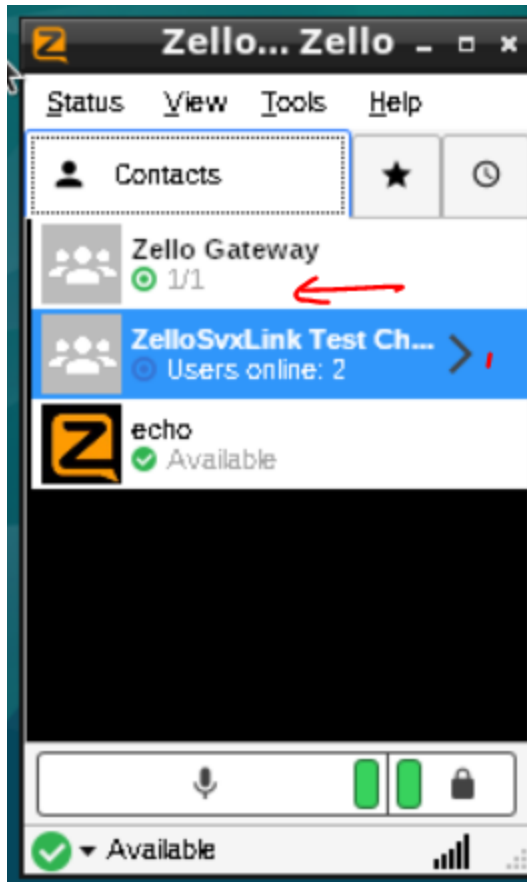 Zello... Zello
Status View Tools Help
Contacts
Zello Gateway
1/1
ZelloSvxLink Test Ch...
Users online: 2
echo
Available
Available